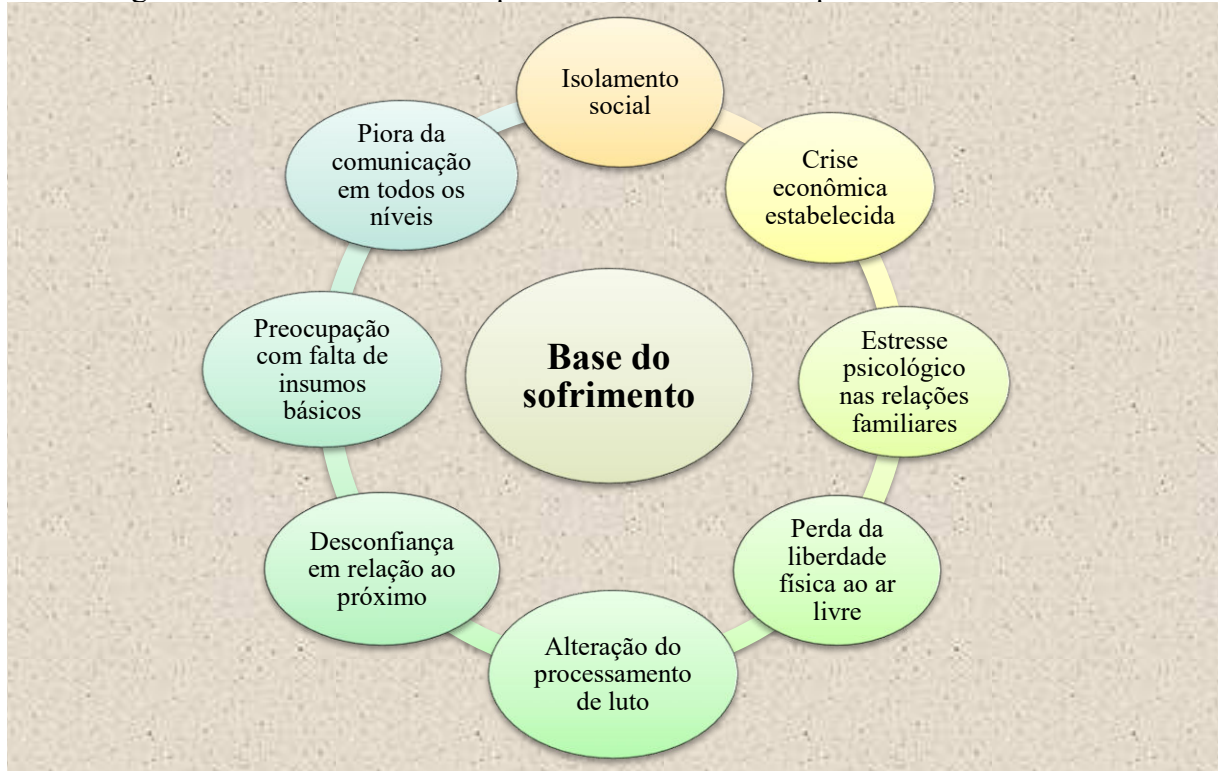 Isolamento
social
Crise
econômica
estabelecida
Estresse
psicológico
nas relações
familiares
Perda da
liberdade
física ao ar
livre
Alteração do
processamento
de luto
Desconfiança
em relação ao
próximo
Preocupação
com falta de
insumos
básicos
Piora da
comunicação
em todos os
níveis
Base do
sofrimento